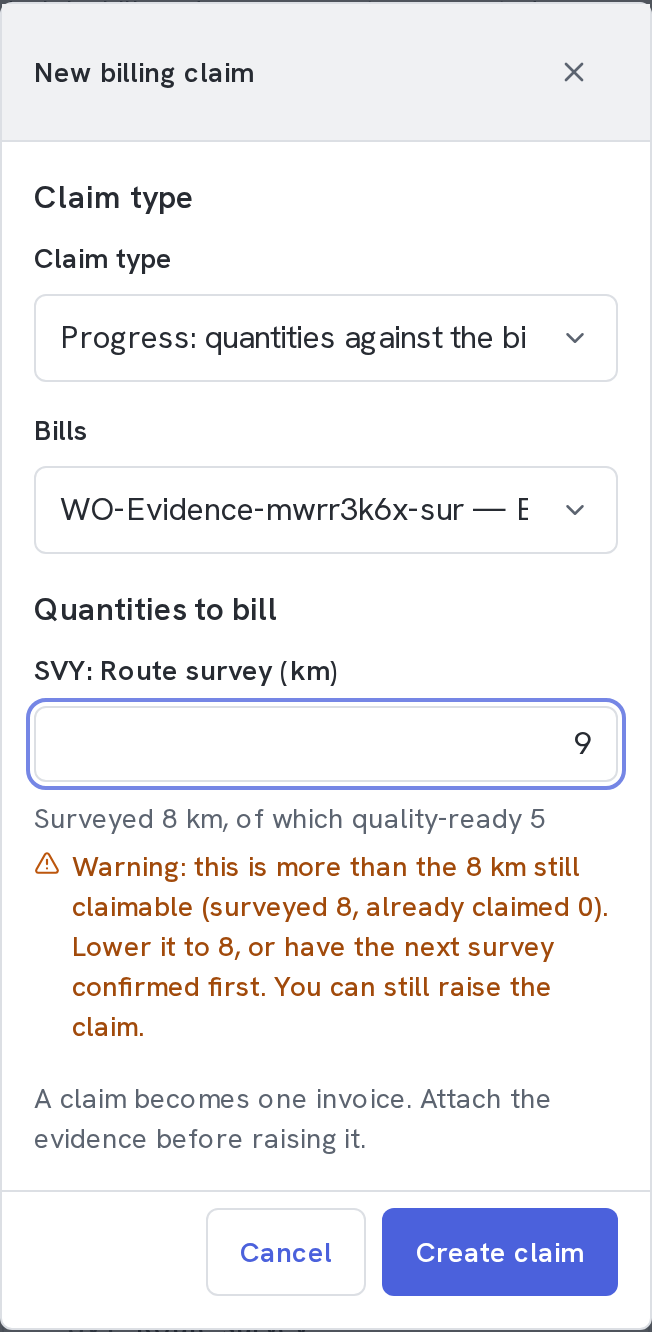 New billing claim
Claim type
Claim type
Progress: quantities against the bi
Bills
WO-Evidence-mwrr3k6x-sur — E
Quantities to bill
SVY: Route survey (km)
9
Surveyed 8 km, of which quality-ready 5
Warning: this is more than the 8 km still
claimable (surveyed 8, already claimed 0).
Lower it to 8, or have the next survey
confirmed first. You can still raise the
claim.
A claim becomes one invoice. Attach the
evidence before raising it.
Cancel
Create claim